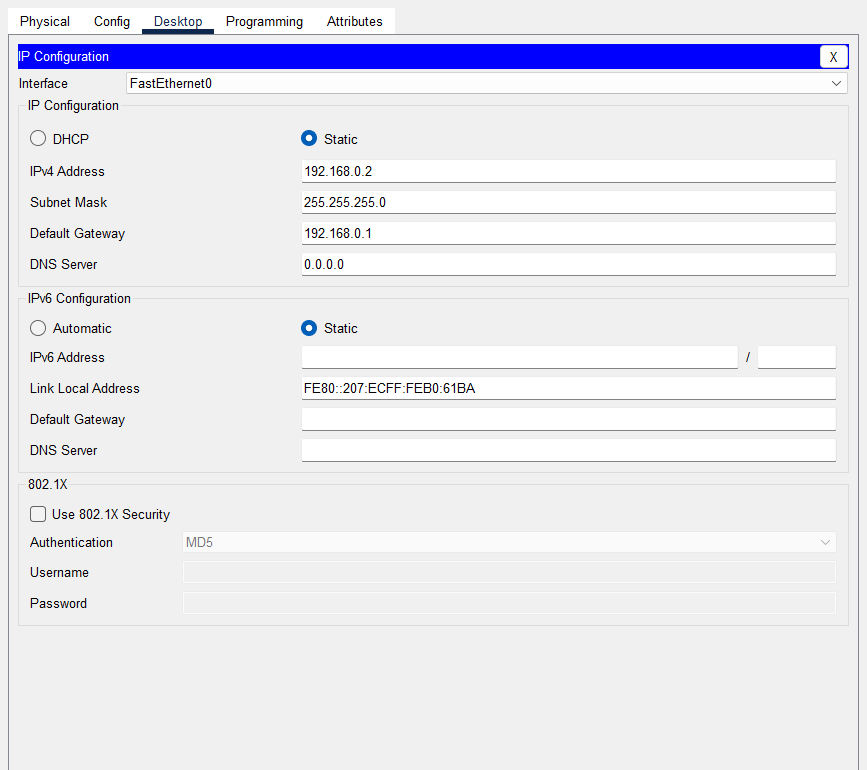 Physical Config Desktop Programming Attributes
IP Configuration X
Interface FastEthernet0
IP Configuration
DHCP Static
IPv4 Address 192.168.0.2
Subnet Mask 255.255.255.0
Default Gateway 192.168.0.1
DNS Server 0.0.0.0
IPv6 Configuration
Automatic Static
IPv6 Address /
Link Local Address FE80::207:ECFF:FEB0:61BA
Default Gateway
DNS Server
802.1X
Use 802.1X Security
Authentication MD5
Username
Password